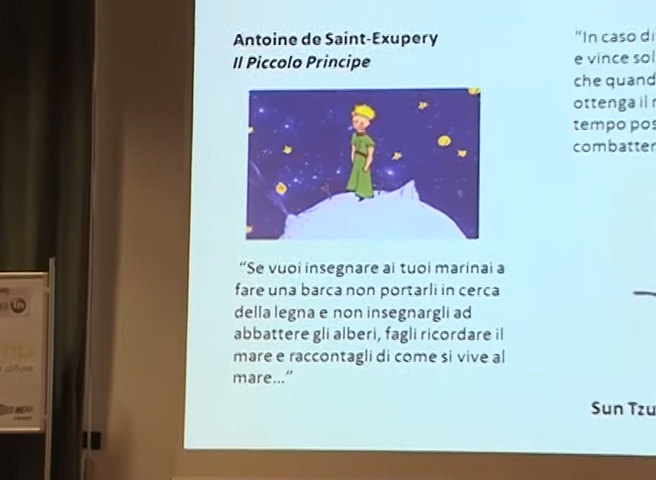 Antoine de Saint-Exupery
Il Piccolo Principe
“Se vuoi insegnare ai tuoi marinai a
fare una barca non portarli in cerca
della legna e non insegnargli ad
abbattere gli alberi, fagli ricordare il
mare e raccontagli di come si vive al
mare...”
“In caso di
e vince sol
che quand
ottenga il
tempo pos
combatter
Sun Tzu
in